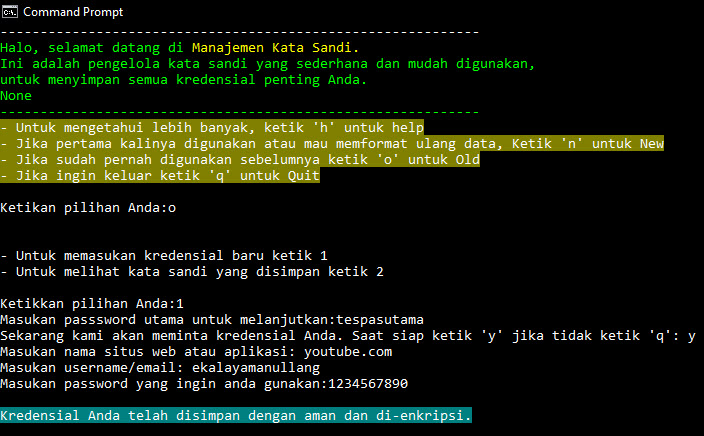 Command Prompt
------------------------------------------------------------
Halo, selamat datang di Manajemen Kata Sandi.
Ini adalah pengelola kata sandi yang sederhana dan mudah digunakan,
untuk menyimpan semua kredensial penting Anda.
None
------------------------------------------------------------
- Untuk mengetahui lebih banyak, ketik 'h' untuk help
- Jika pertama kalinya digunakan atau mau memformat ulang data, Ketik 'n' untuk New
- Jika sudah pernah digunakan sebelumnya ketik 'o' untuk Old
- Jika ingin keluar ketik 'q' untuk Quit
Ketikan pilihan Anda:o
- Untuk memasukan kredensial baru ketik 1
- Untuk melihat kata sandi yang disimpan ketik 2
Ketikkan pilihan Anda:1
Masukan passsword utama untuk melanjutkan:tespasutama
Sekarang kami akan meminta kredensial Anda. Saat siap ketik 'y' jika tidak ketik 'q': y
Masukan nama situs web atau aplikasi: youtube.com
Masukan username/email: ekalayamanullang
Masukan password yang ingin anda gunakan:1234567890
Kredensial Anda telah disimpan dengan aman dan di-enkripsi.